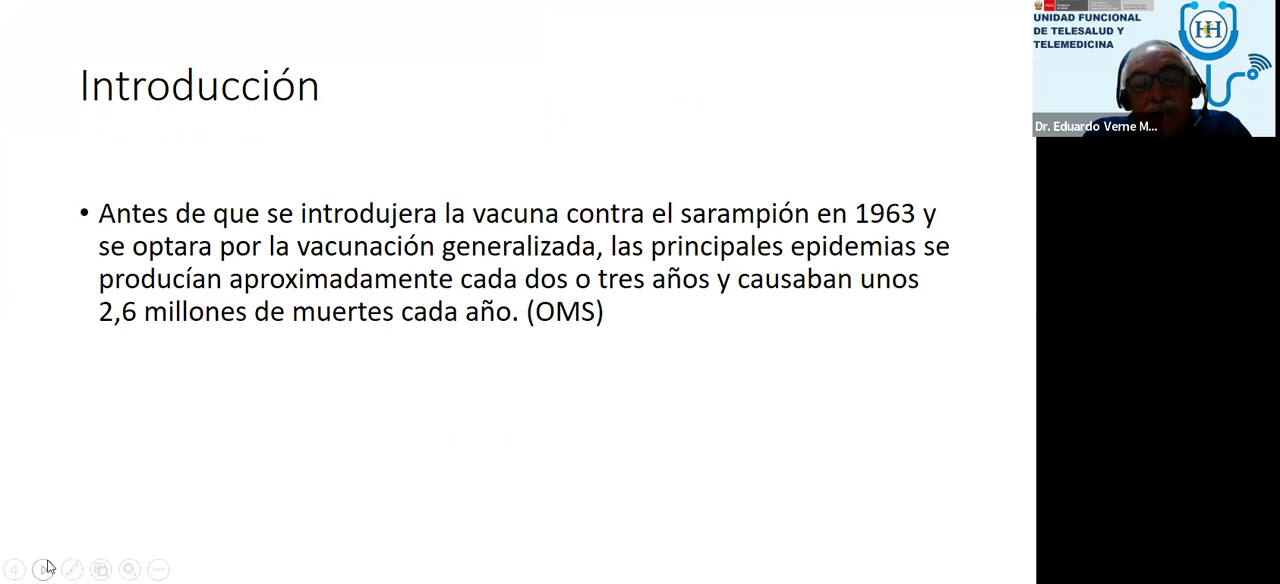 Introducción
• Antes de que se introdujera la vacuna contra el sarampión en 1963 y
se optara por la vacunación generalizada, las principales epidemias se
producían aproximadamente cada dos o tres años y causaban unos
2,6 millones de muertes cada año. (OMS)
UNIDAD FUNCIONAL
DE TELESALUD Y
TELEMEDICINA
Dr. Eduardo Verne M...